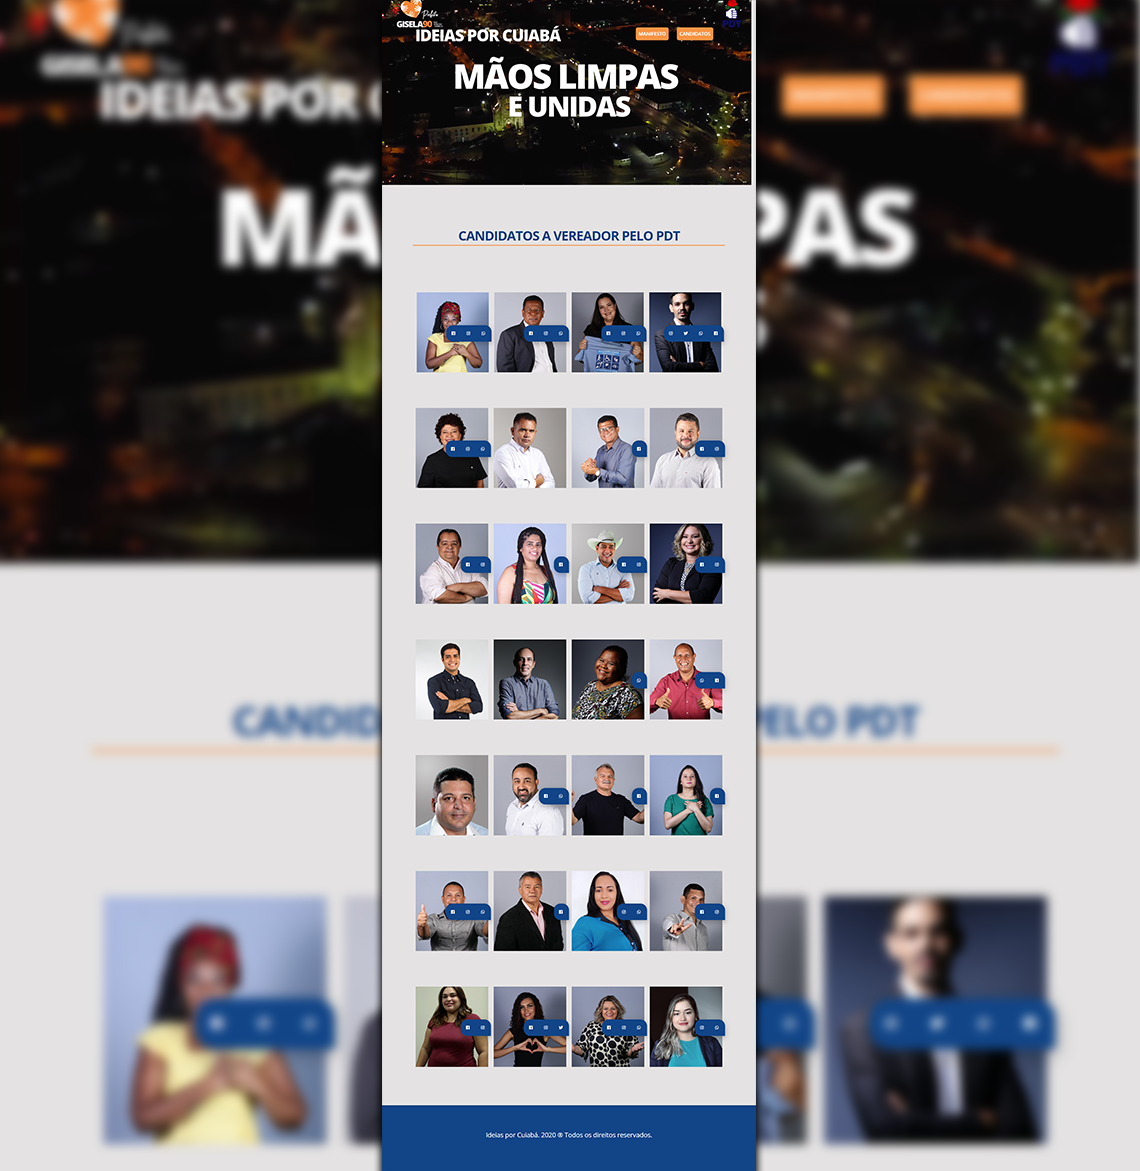 Prefeita
GISELA90
IDEIAS POR CUIABÁ
MANIFESTO
CANDIDATOS
PDT
MÃOS LIMPAS
E UNIDAS
CANDIDATOS A VEREADOR PELO PDT
Ideias por Cuiabá. 2020 ® Todos os direitos reservados.